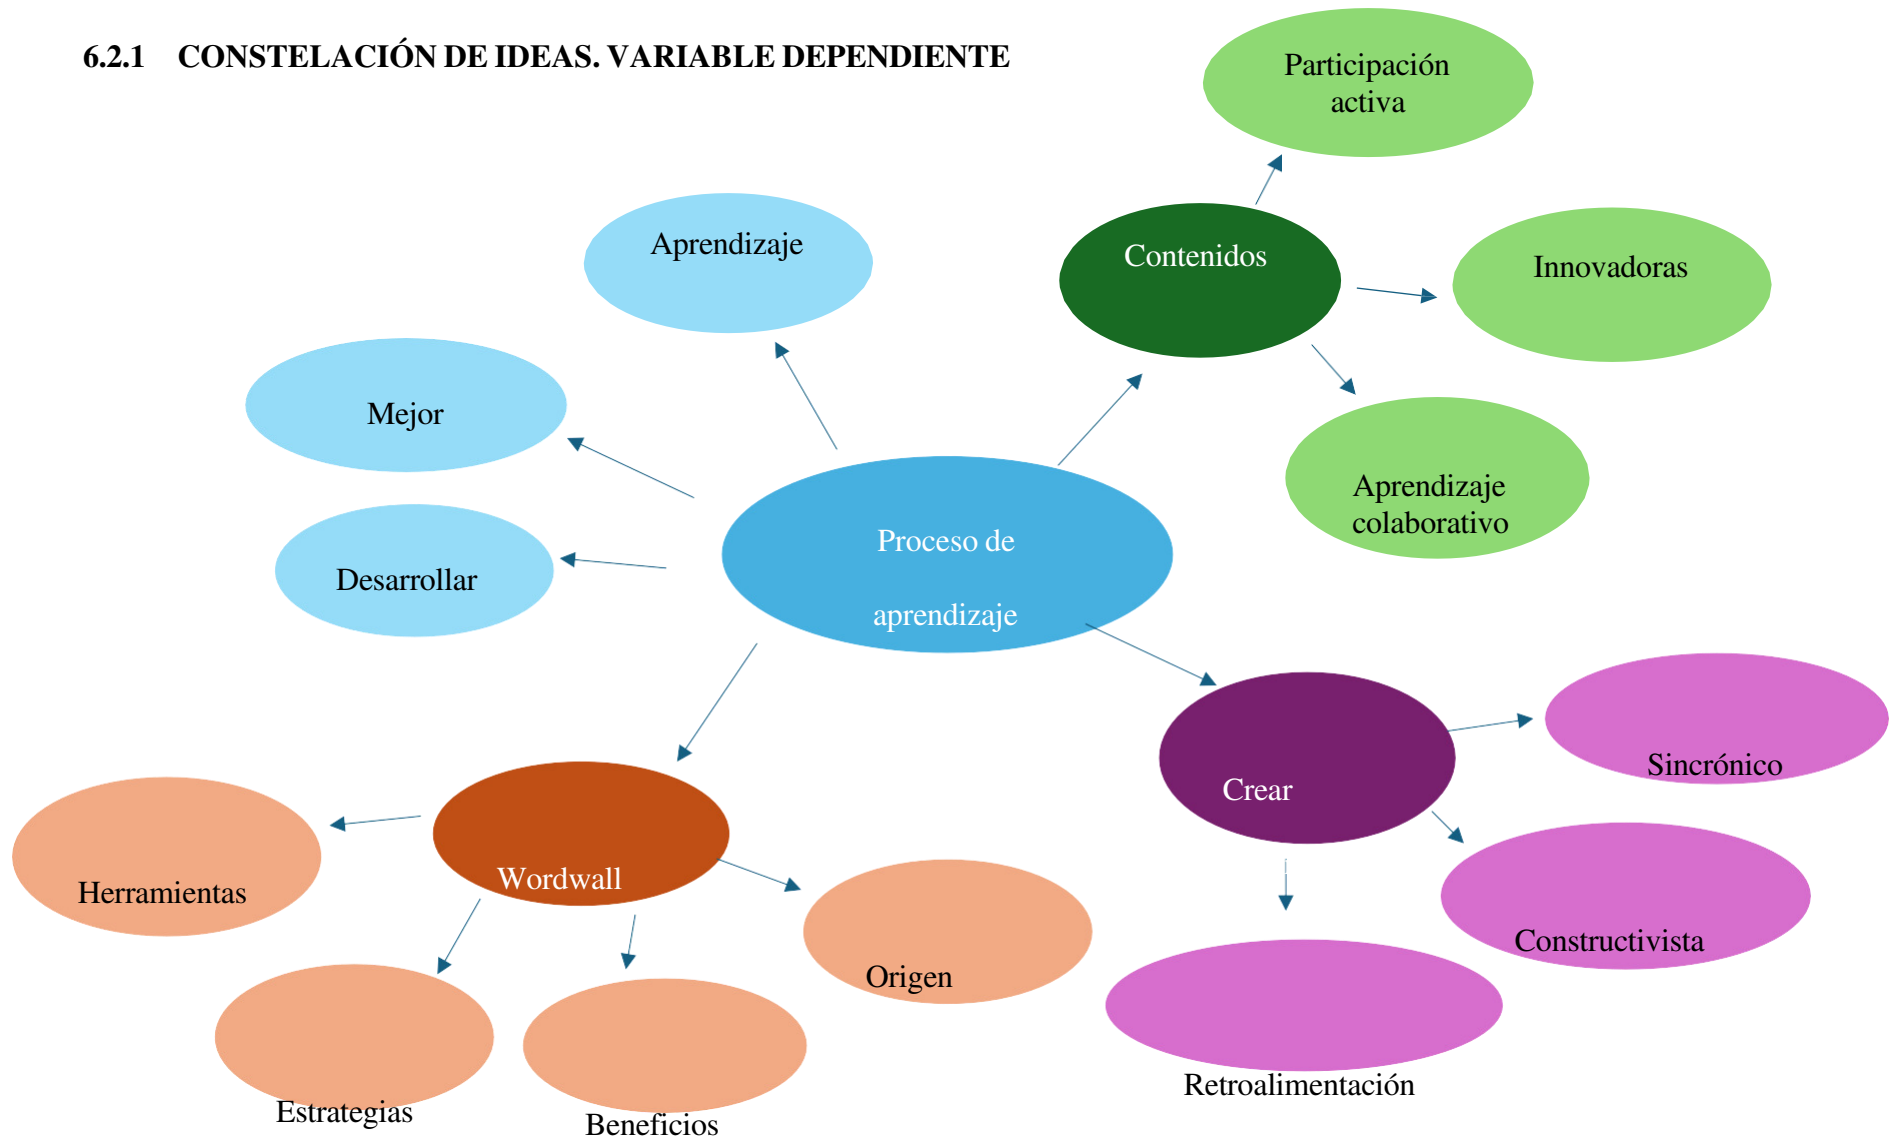 6.2.1 CONSTELACIÓN DE IDEAS. VARIABLE DEPENDIENTE
Participación
activa
Aprendizaje
Contenidos
Innovadoras
Mejor
Aprendizaje
colaborativo
Proceso de
aprendizaje
Desarrollar
Sincrónico
Crear
Wordwall
Herramientas
Constructivista
Origen
Retroalimentación
Estrategias
Beneficios